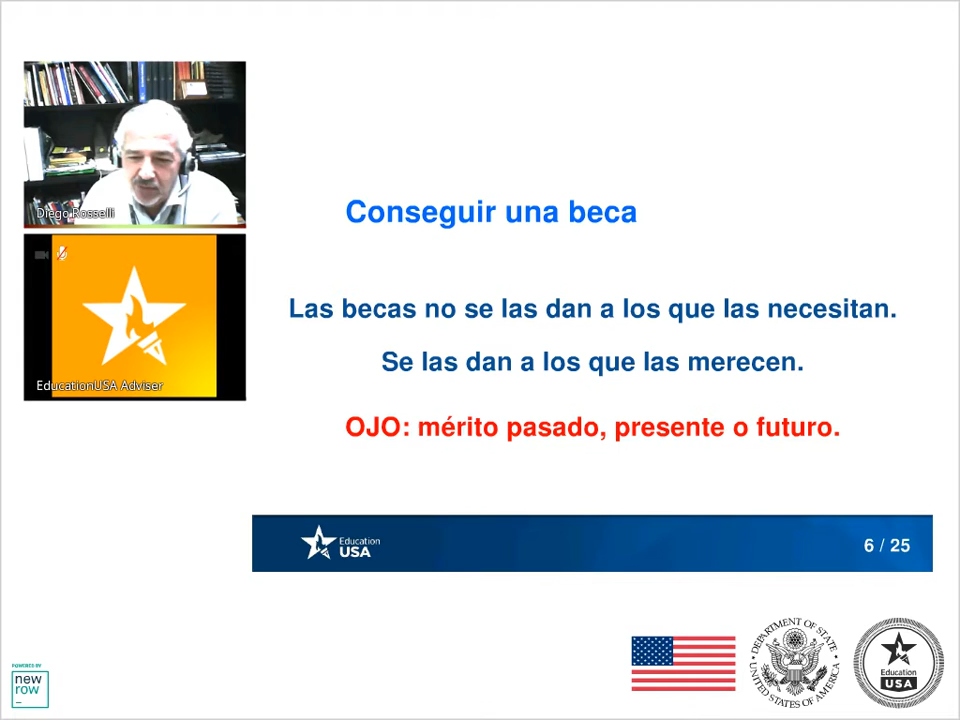 Diego Rosselli
EducationUSA Adviser
Conseguir una beca
Las becas no se las dan a los que las necesitan.
Se las dan a los que las merecen.
OJO: mérito pasado, presente o futuro.
Education
USA
6 / 25
POWERED BY
new
row
DEPARTMENT OF STATE
UNITED STATES OF AMERICA
Education
USA